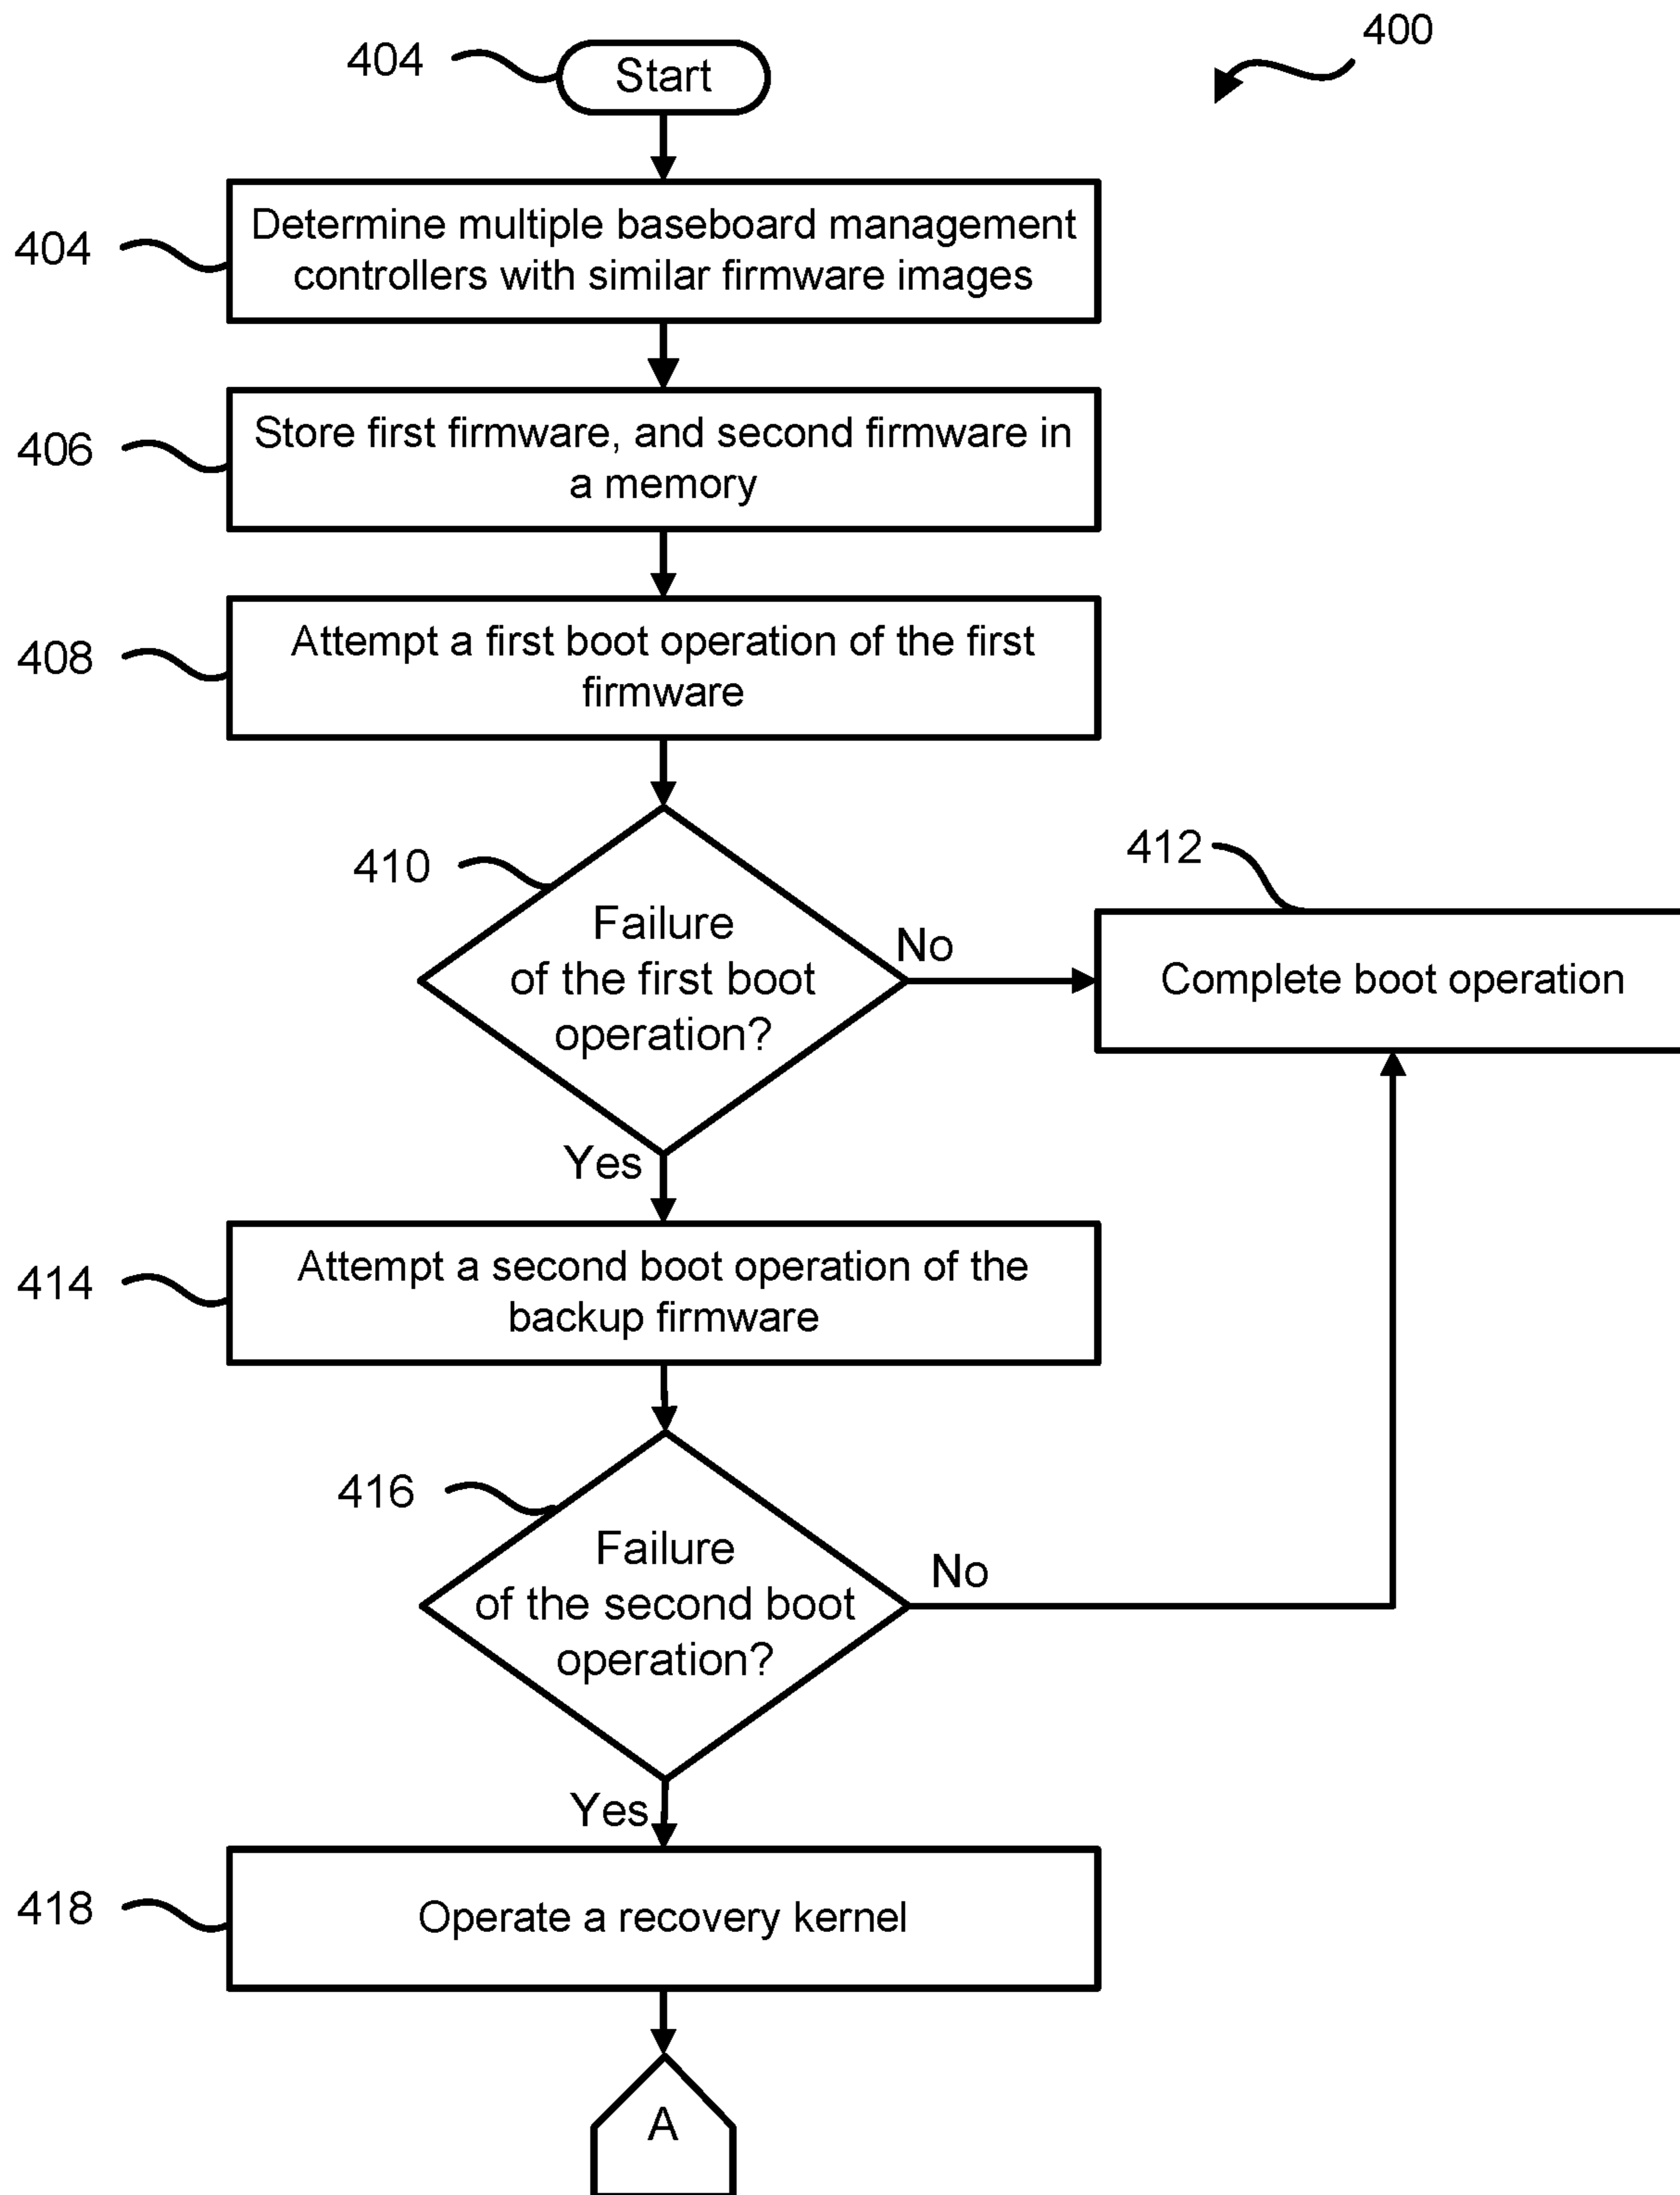 400
404
Start
404
Determine multiple baseboard management
controllers with similar firmware images
406
Store first firmware, and second firmware in
a memory
408
Attempt a first boot operation of the first
firmware
410
Failure
of the first boot
operation?
No
412
Complete boot operation
Yes
414
Attempt a second boot operation of the
backup firmware
416
Failure
of the second boot
operation?
No
Yes
418
Operate a recovery kernel
A